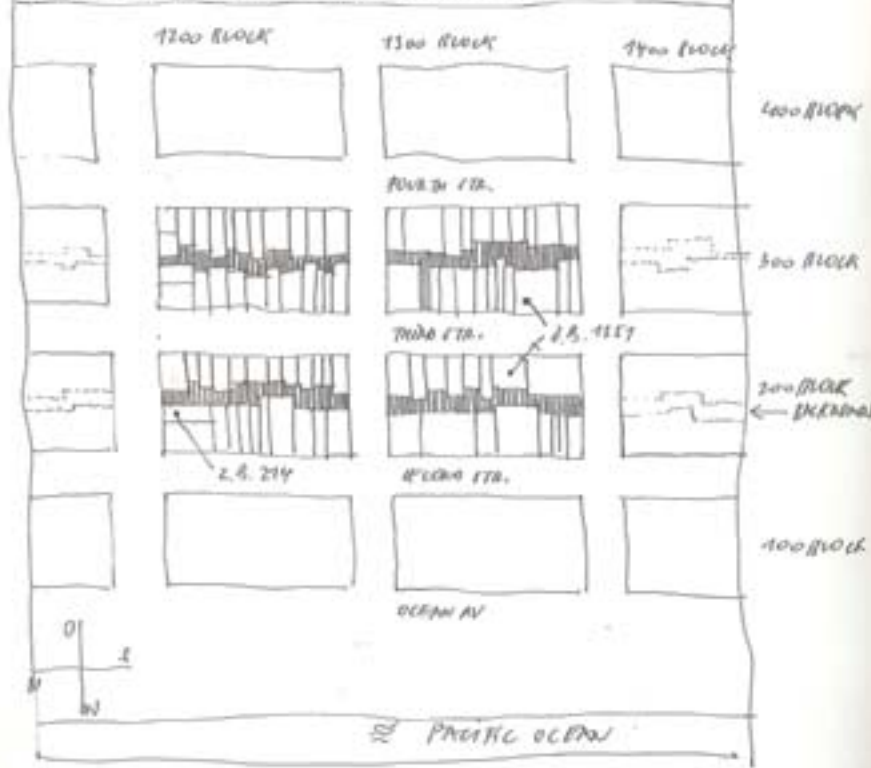 1200 BLOCK
1300 BLOCK
1400 BLOCK
400 BLOCK
FOURTH STR.
300 BLOCK
THIRD STR.
Z.B. 1351
200 BLOCK
Z.B. 214
SECOND STR.
100 BLOCK
OCEAN AV
O
N
S
W
PACIFIC OCEAN